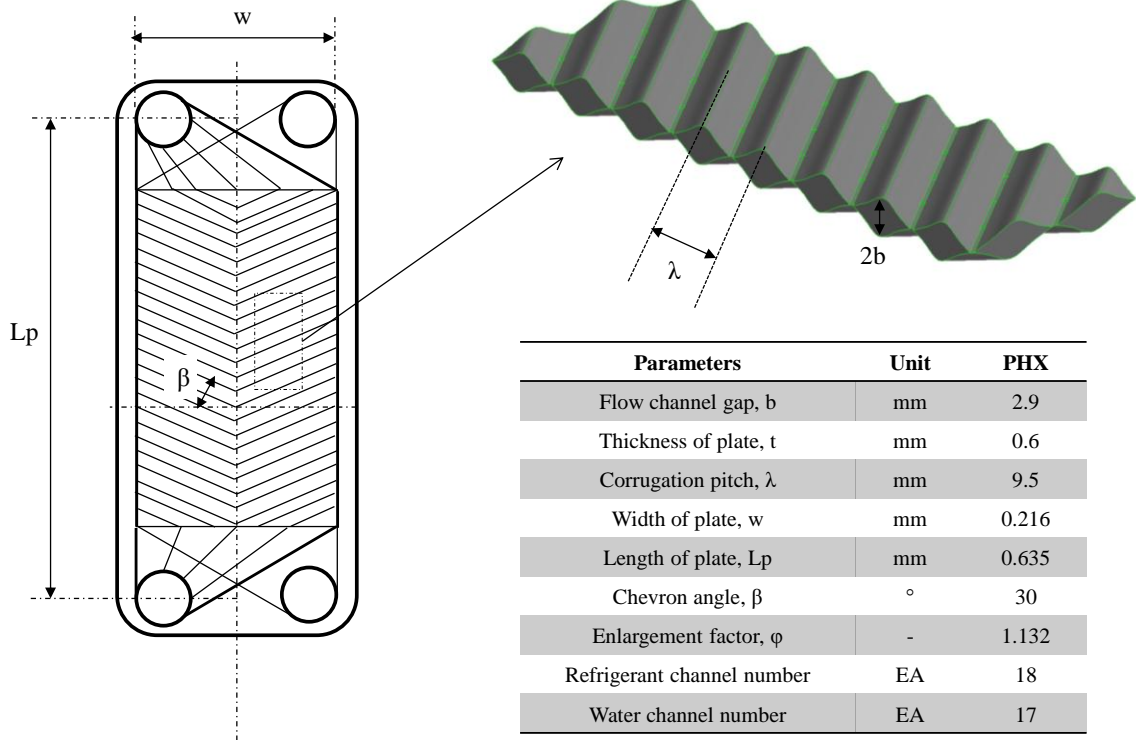 w
Lp
β
λ
2b
Parameters Unit PHX
Flow channel gap, b mm 2.9
Thickness of plate, t mm 0.6
Corrugation pitch, λ mm 9.5
Width of plate, w mm 0.216
Length of plate, Lp mm 0.635
Chevron angle, β ° 30
Enlargement factor, φ - 1.132
Refrigerant channel number EA 18
Water channel number EA 17